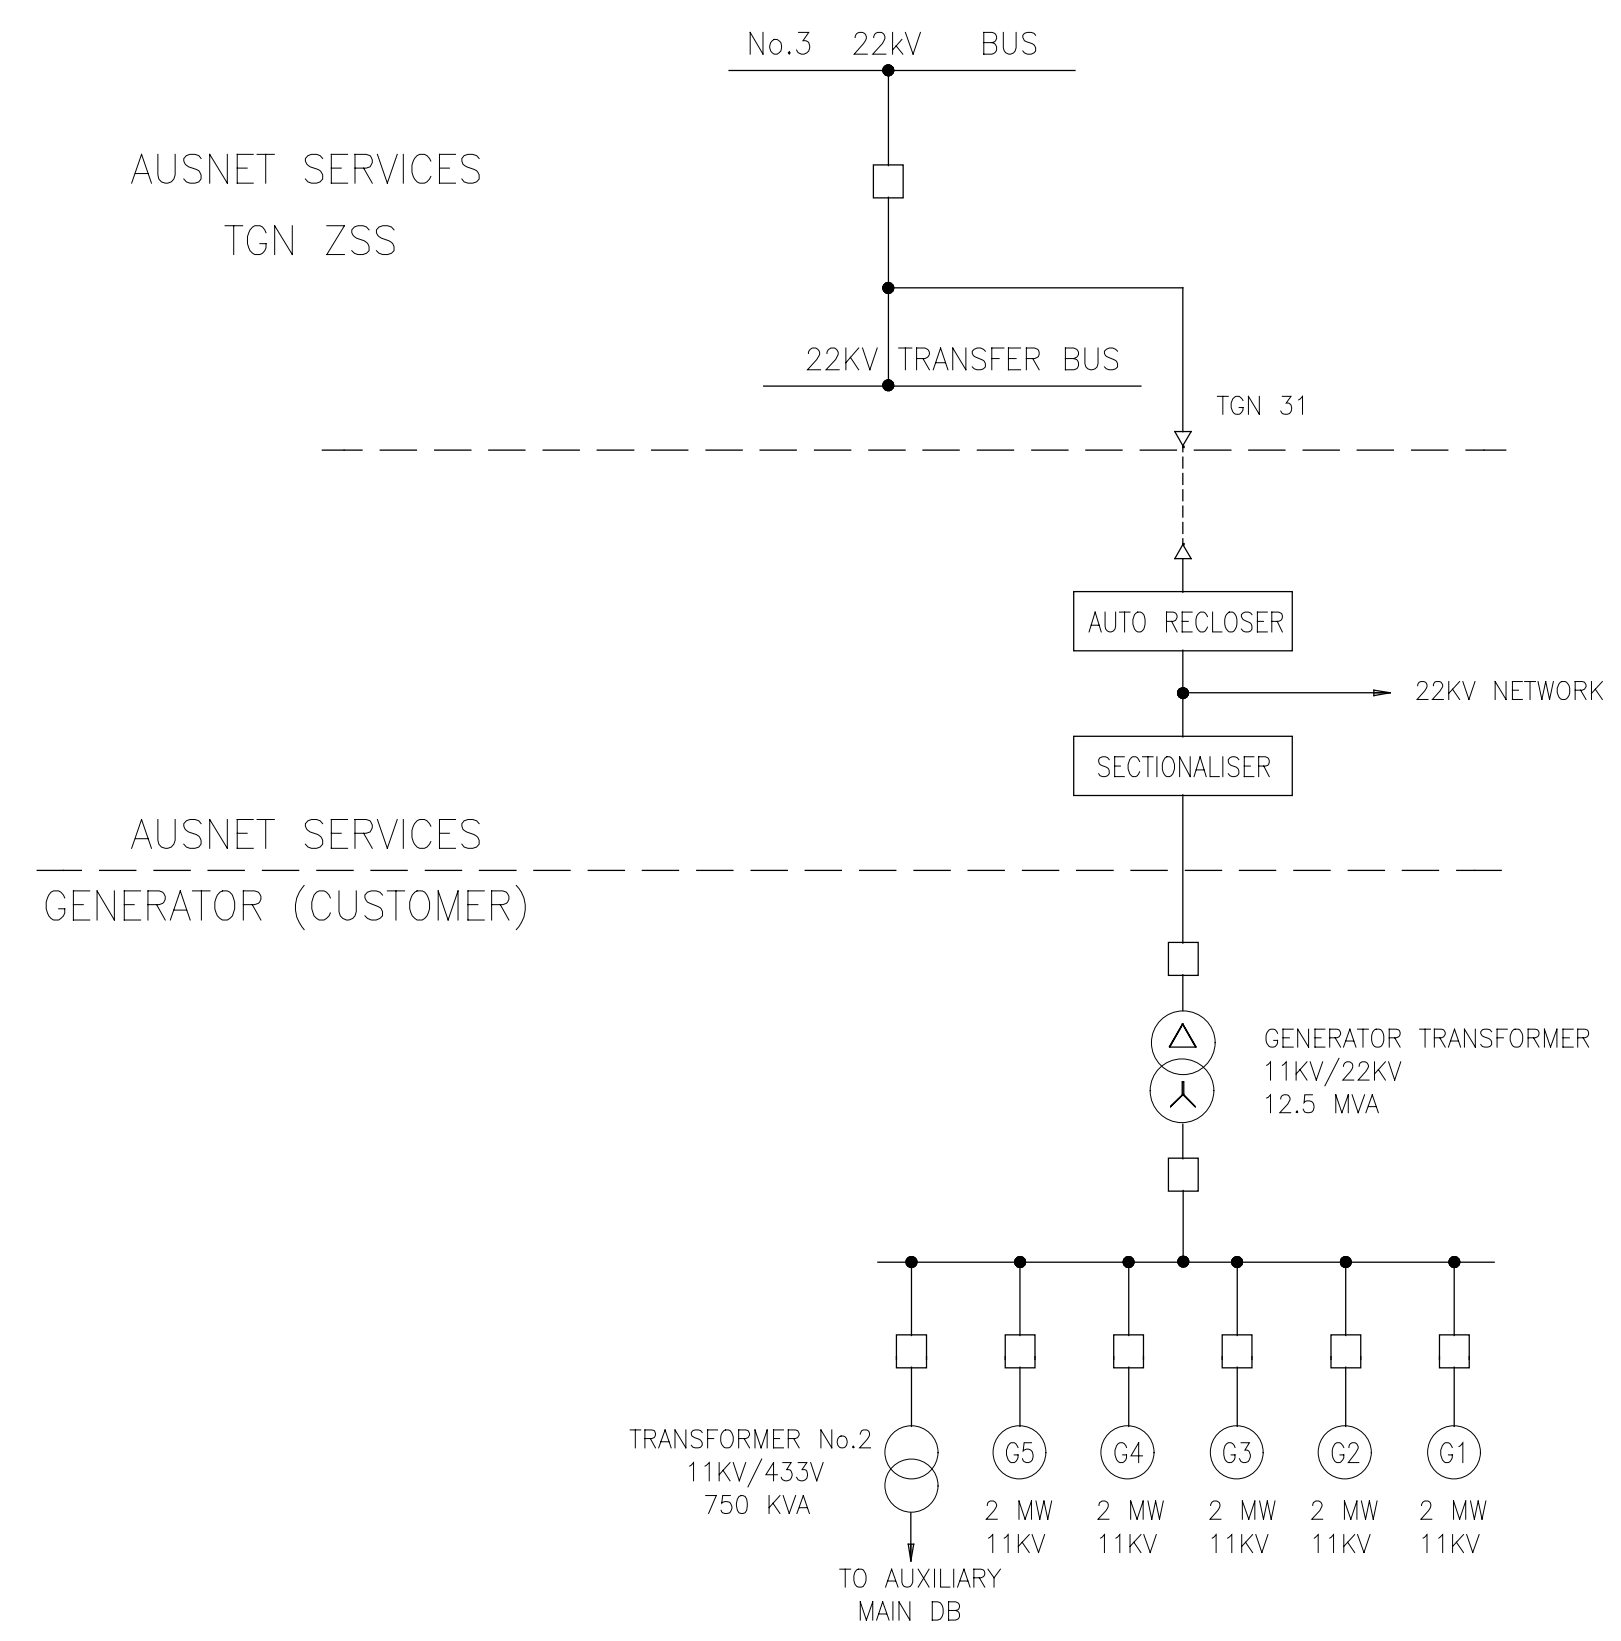 No.3 22kV BUS
AUSNET SERVICES
TGN ZSS
22KV TRANSFER BUS
TGN 31
AUTO RECLOSER
22KV NETWORK
SECTIONALISER
AUSNET SERVICES
GENERATOR (CUSTOMER)
GENERATOR TRANSFORMER
11KV/22KV
12.5 MVA
TRANSFORMER No.2
11KV/433V
750 KVA
G5
G4
G3
G2
G1
2 MW
11KV
2 MW
11KV
2 MW
11KV
2 MW
11KV
2 MW
11KV
TO AUXILIARY
MAIN DB